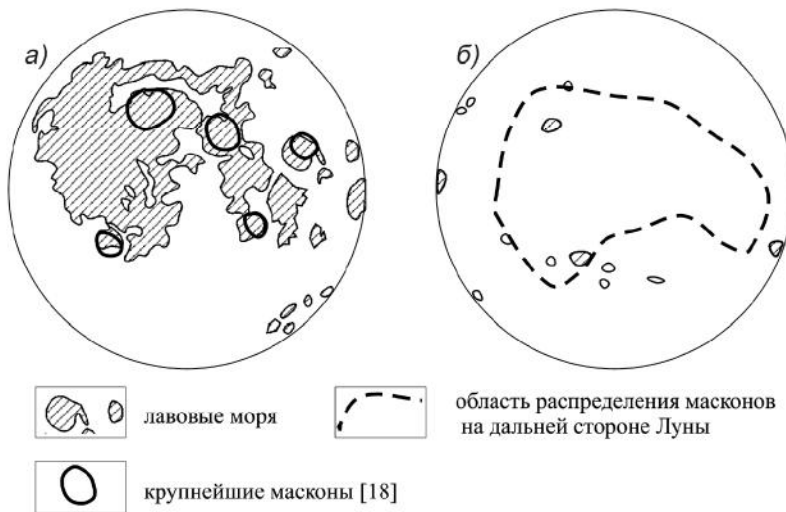 а)
б)
лавовые моря
область распределения масконов
на дальней стороне Луны
крупнейшие масконы [18]